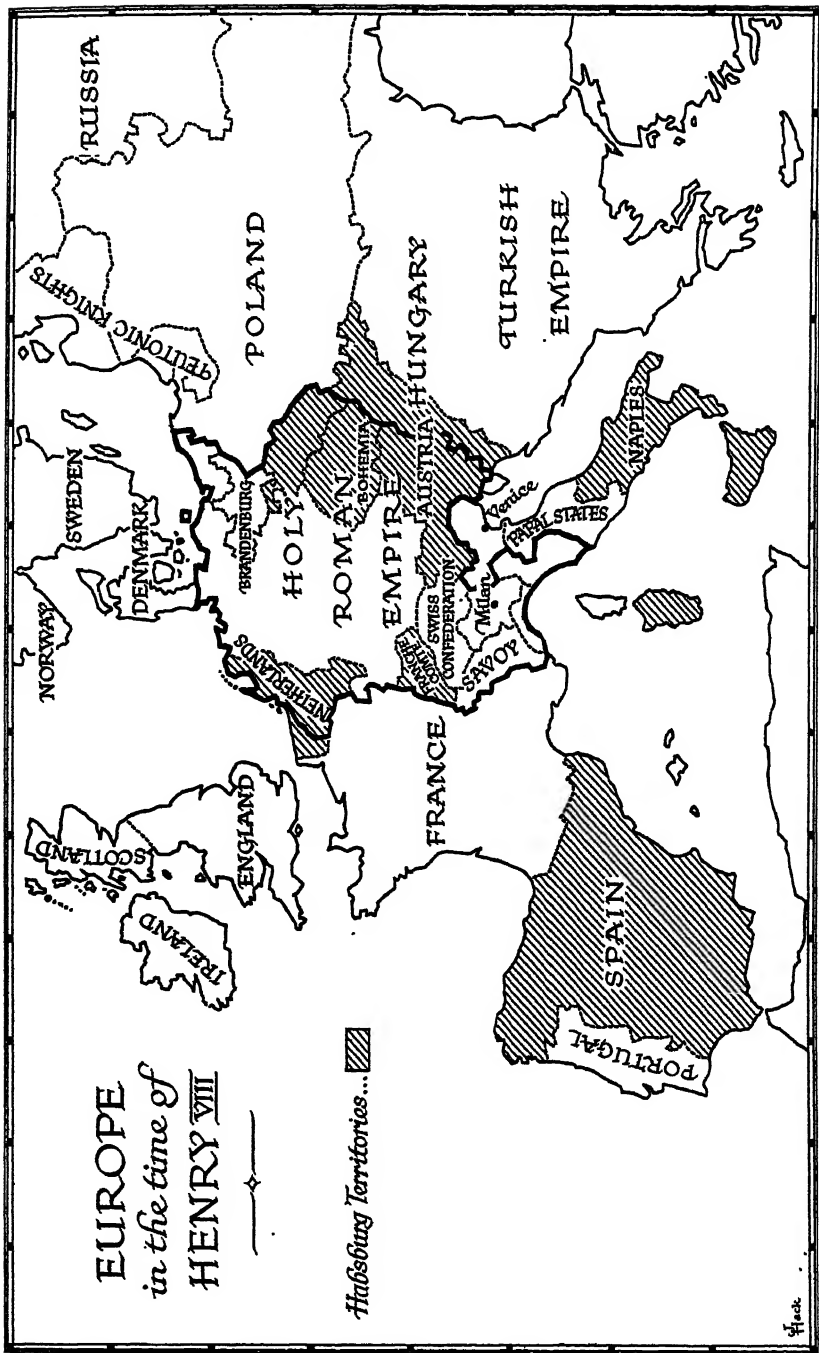 EUROPE
in the time of
HENRY VIII
Habsburg Territories...
NORWAY
SWEDEN
RUSSIA
DENMARK
TEUTONIC KNIGHTS
SCOTLAND
IRELAND
ENGLAND
NETHERLANDS
BRANDENBURG
POLAND
HOLY
ROMAN
EMPIRE
BOHEMIA
AUSTRIA
HUNGARY
FRANCE
FRANCHE
COMTÉ
SWISS
CONFEDERATION
SAVOY
Milan
Venice
PAPAL STATES
NAPLES
TURKISH
EMPIRE
PORTUGAL
SPAIN